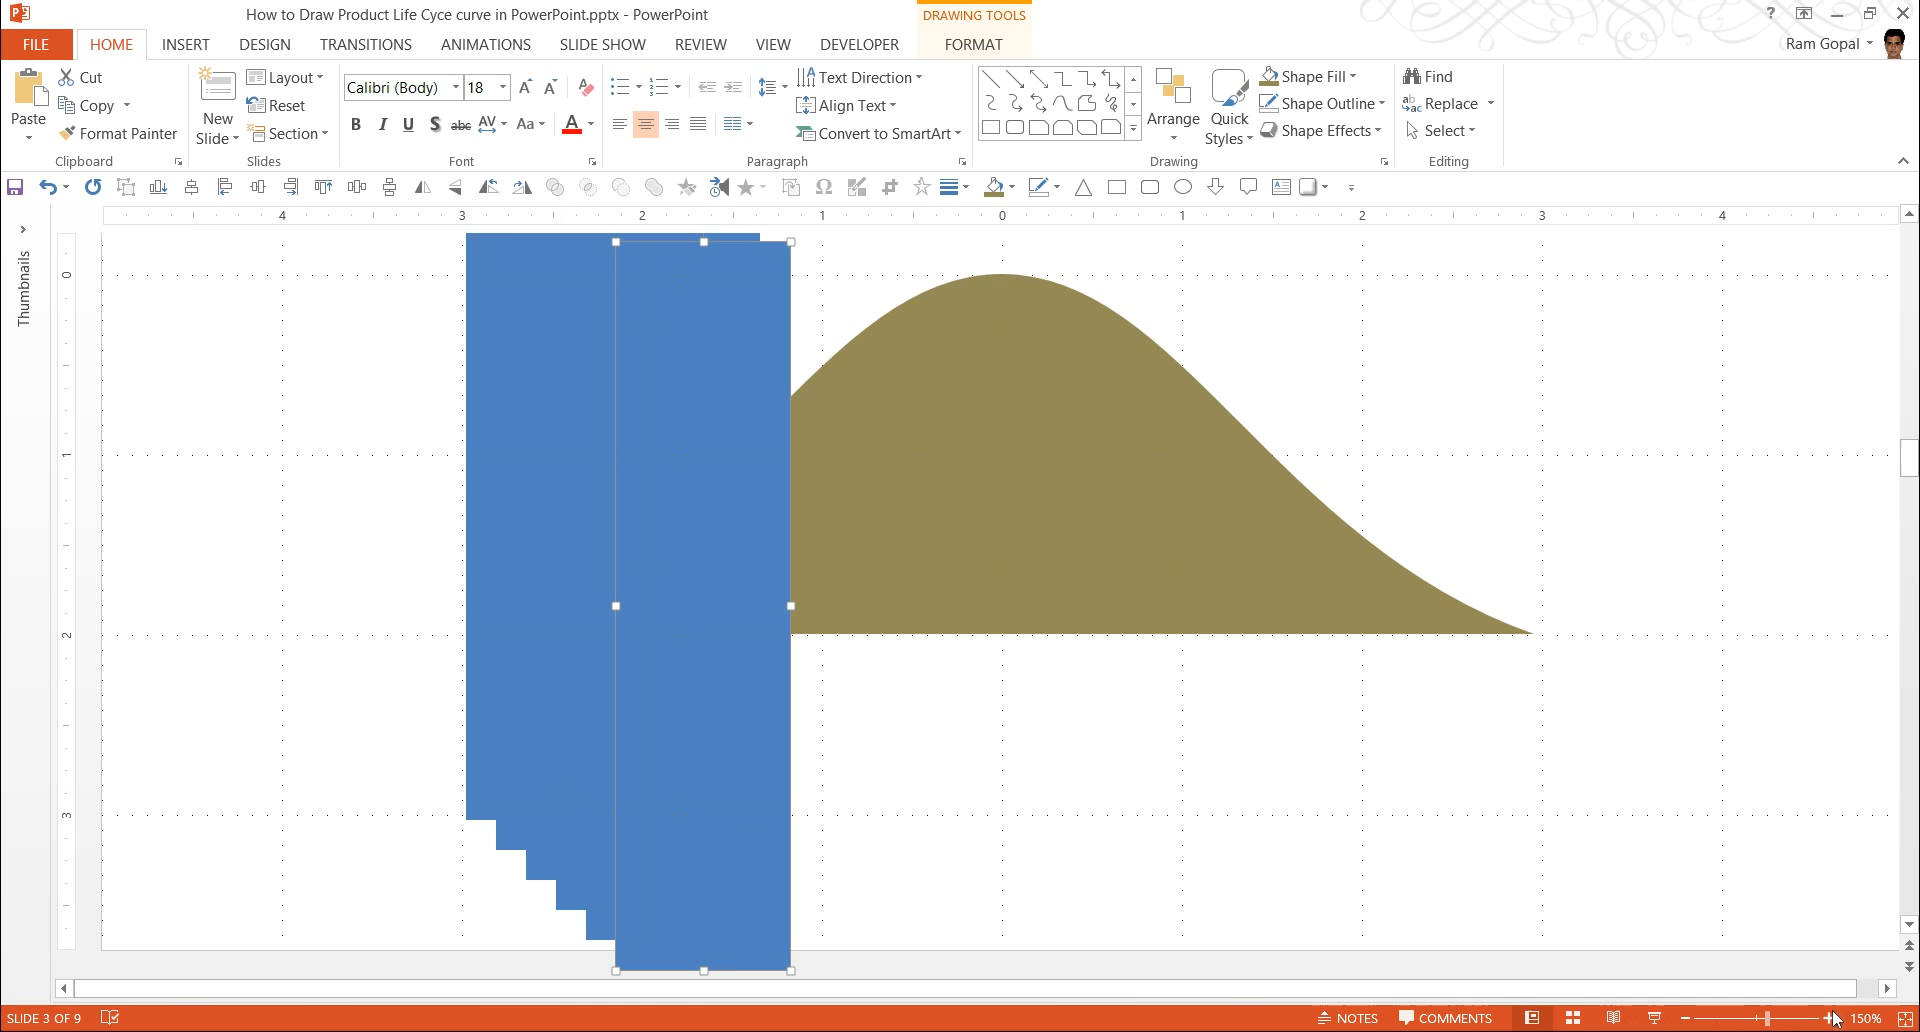 How to Draw Product Life Cyce curve in PowerPoint.pptx - PowerPoint
DRAWING TOOLS
?
FILE HOME INSERT DESIGN TRANSITIONS ANIMATIONS SLIDE SHOW REVIEW VIEW DEVELOPER FORMAT
Ram Gopal
Paste
Cut
Copy
Format Painter
Clipboard
New
Slide
Layout
Reset
Section
Slides
Calibri (Body) 18
B I U S abc AV Aa A
Font
Text Direction
Align Text
Convert to SmartArt
Paragraph
Arrange
Quick
Styles
Shape Fill
Shape Outline
Shape Effects
Drawing
Find
Replace
Select
Editing
4 3 2 1 0 1 2 3 4
Thumbnails
0
1
2
3
SLIDE 3 OF 9
NOTES
COMMENTS
150%